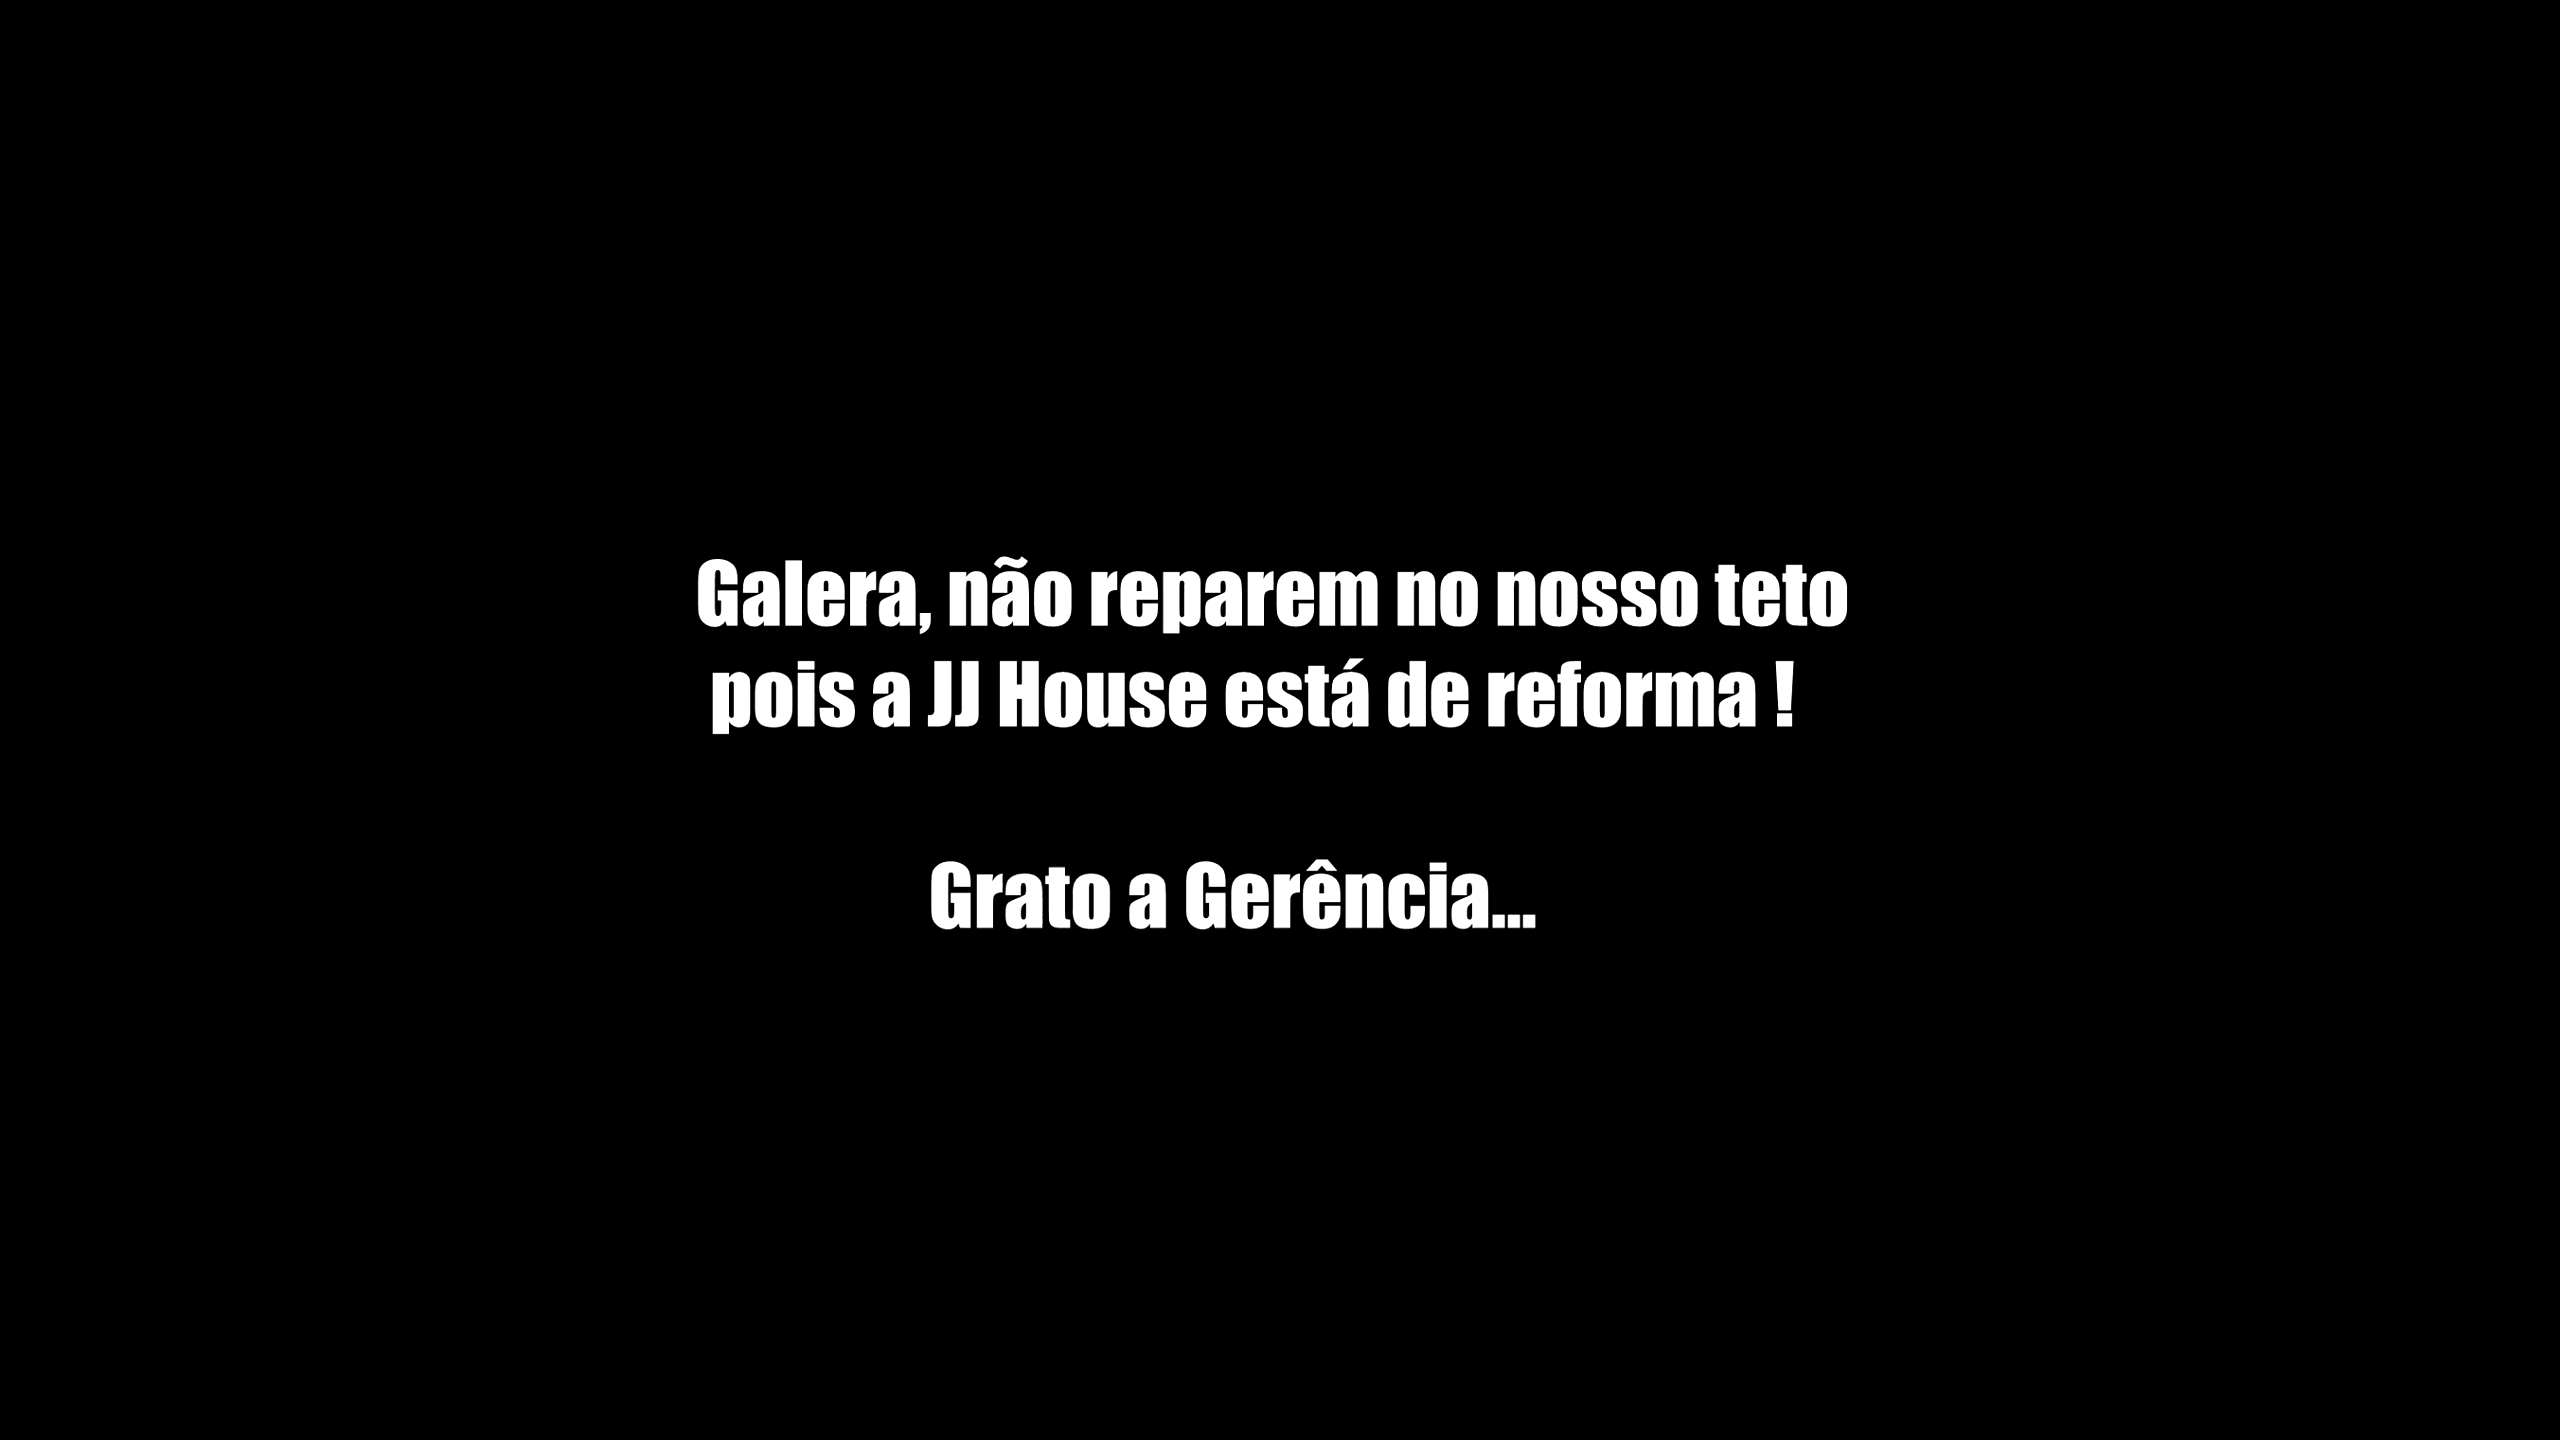 Galera, não reparem no nosso teto
pois a JJ House está de reforma !
Grato a Gerência...